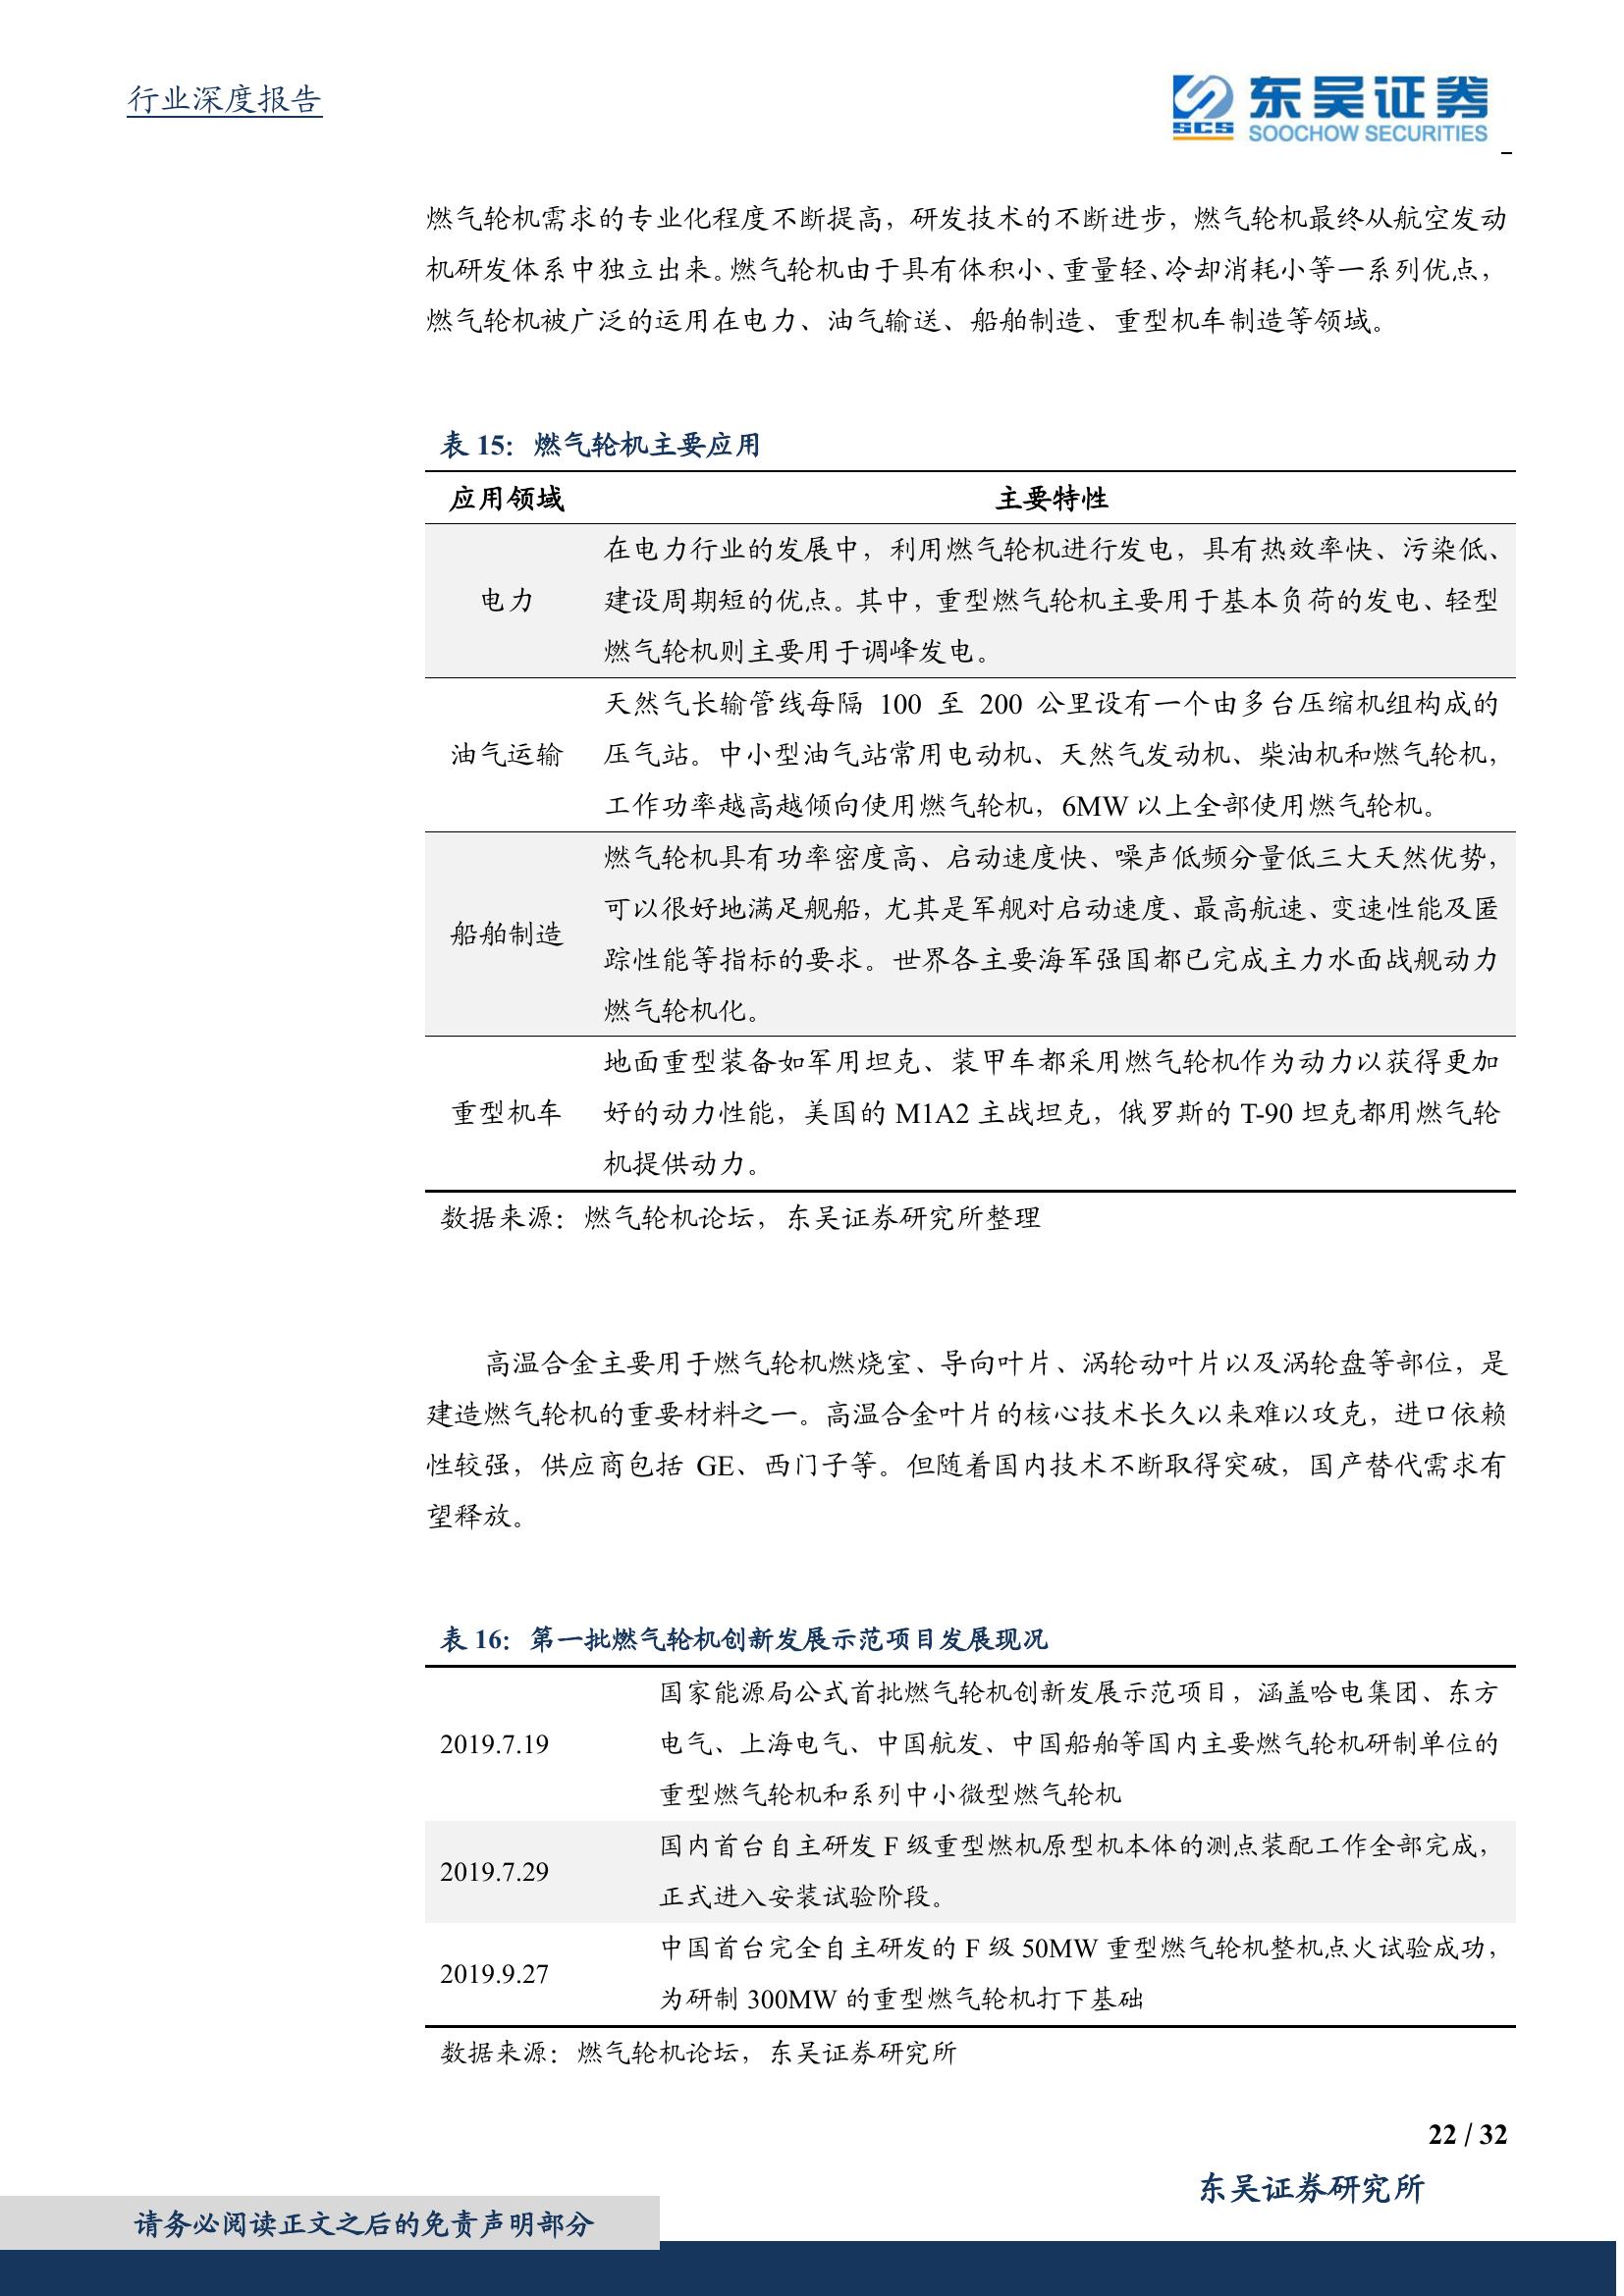 行业深度报告
SCS
东吴证券
SOOCHOW SECURITIES
燃气轮机需求的专业化程度不断提高，研发技术的不断进步，燃气轮机最终从航空发动
机研发体系中独立出来。燃气轮机由于具有体积小、重量轻、冷却消耗小等一系列优点，
燃气轮机被广泛的运用在电力、油气输送、船舶制造、重型机车制造等领域。
表 15：燃气轮机主要应用
应用领域 主要特性
在电力行业的发展中，利用燃气轮机进行发电，具有热效率快、污染低、
电力 建设周期短的优点。其中，重型燃气轮机主要用于基本负荷的发电、轻型
燃气轮机则主要用于调峰发电。
天然气长输管线每隔 100 至 200 公里设有一个由多台压缩机组构成的
油气运输 压气站。中小型油气站常用电动机、天然气发动机、柴油机和燃气轮机，
工作功率越高越倾向使用燃气轮机，6MW 以上全部使用燃气轮机。
燃气轮机具有功率密度高、启动速度快、噪声低频分量低三大天然优势，
可以很好地满足舰船，尤其是军舰对启动速度、最高航速、变速性能及匿
船舶制造
踪性能等指标的要求。世界各主要海军强国都已完成主力水面战舰动力
燃气轮机化。
地面重型装备如军用坦克、装甲车都采用燃气轮机作为动力以获得更加
重型机车 好的动力性能，美国的 M1A2 主战坦克，俄罗斯的 T-90 坦克都用燃气轮
机提供动力。
数据来源：燃气轮机论坛，东吴证券研究所整理
高温合金主要用于燃气轮机燃烧室、导向叶片、涡轮动叶片以及涡轮盘等部位，是
建造燃气轮机的重要材料之一。高温合金叶片的核心技术长久以来难以攻克，进口依赖
性较强，供应商包括 GE、西门子等。但随着国内技术不断取得突破，国产替代需求有
望释放。
表 16：第一批燃气轮机创新发展示范项目发展现况
国家能源局公式首批燃气轮机创新发展示范项目，涵盖哈电集团、东方
2019.7.19 电气、上海电气、中国航发、中国船舶等国内主要燃气轮机研制单位的
重型燃气轮机和系列中小微型燃气轮机
国内首台自主研发 F 级重型燃机原型机本体的测点装配工作全部完成，
2019.7.29
正式进入安装试验阶段。
中国首台完全自主研发的 F 级 50MW 重型燃气轮机整机点火试验成功，
2019.9.27
为研制 300MW 的重型燃气轮机打下基础
数据来源：燃气轮机论坛，东吴证券研究所
22 / 32
东吴证券研究所
请务必阅读正文之后的免责声明部分